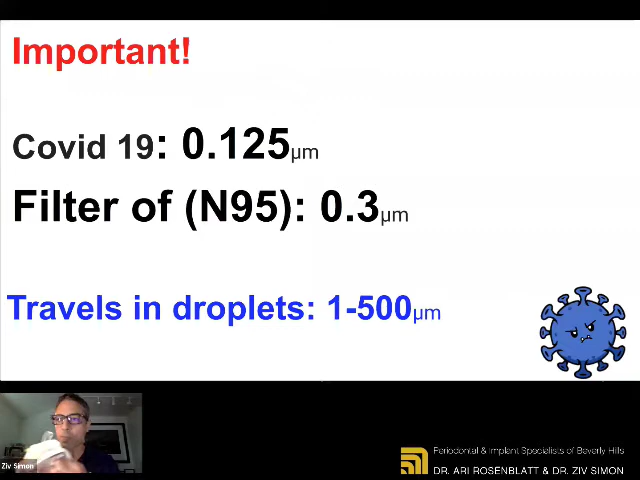 Important!
Covid 19: 0.125μm
Filter of (N95): 0.3μm
Travels in droplets: 1-500μm
Ziv Simon
Periodontal & Implant Specialists of Beverly Hills
DR. ARI ROSENBLATT & DR. ZIV SIMON